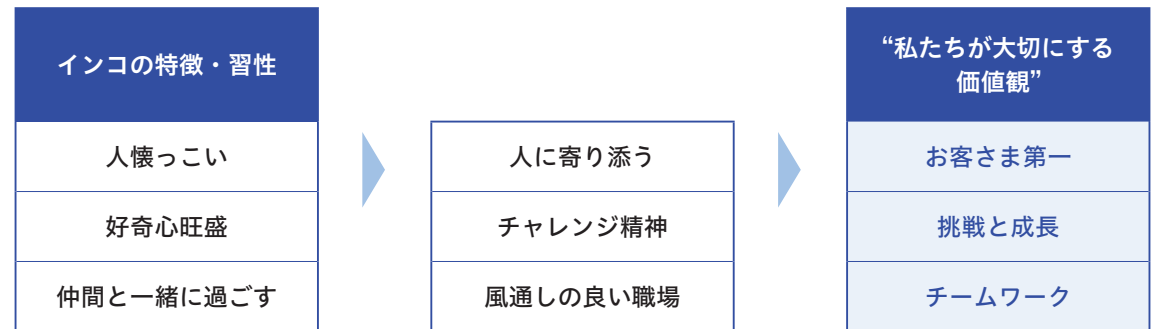 インコの特徴・習性
人懐っこい
好奇心旺盛
仲間と一緒に過ごす
人に寄り添う
チャレンジ精神
風通しの良い職場
“私たちが大切にする
価値観”
お客さま第一
挑戦と成長
チームワーク